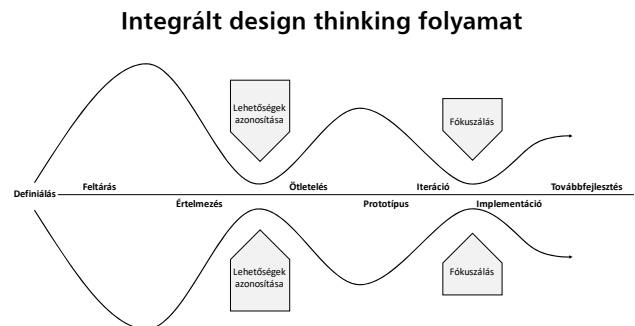 Integrált design thinking folyamat
Lehetőségek
azonosítása
Fókuszálás
Definiálás
Feltárás
Értelmezés
Ötletelés
Prototípus
Iteráció
Implementáció
Továbbfejlesztés
Lehetőségek
azonosítása
Fókuszálás